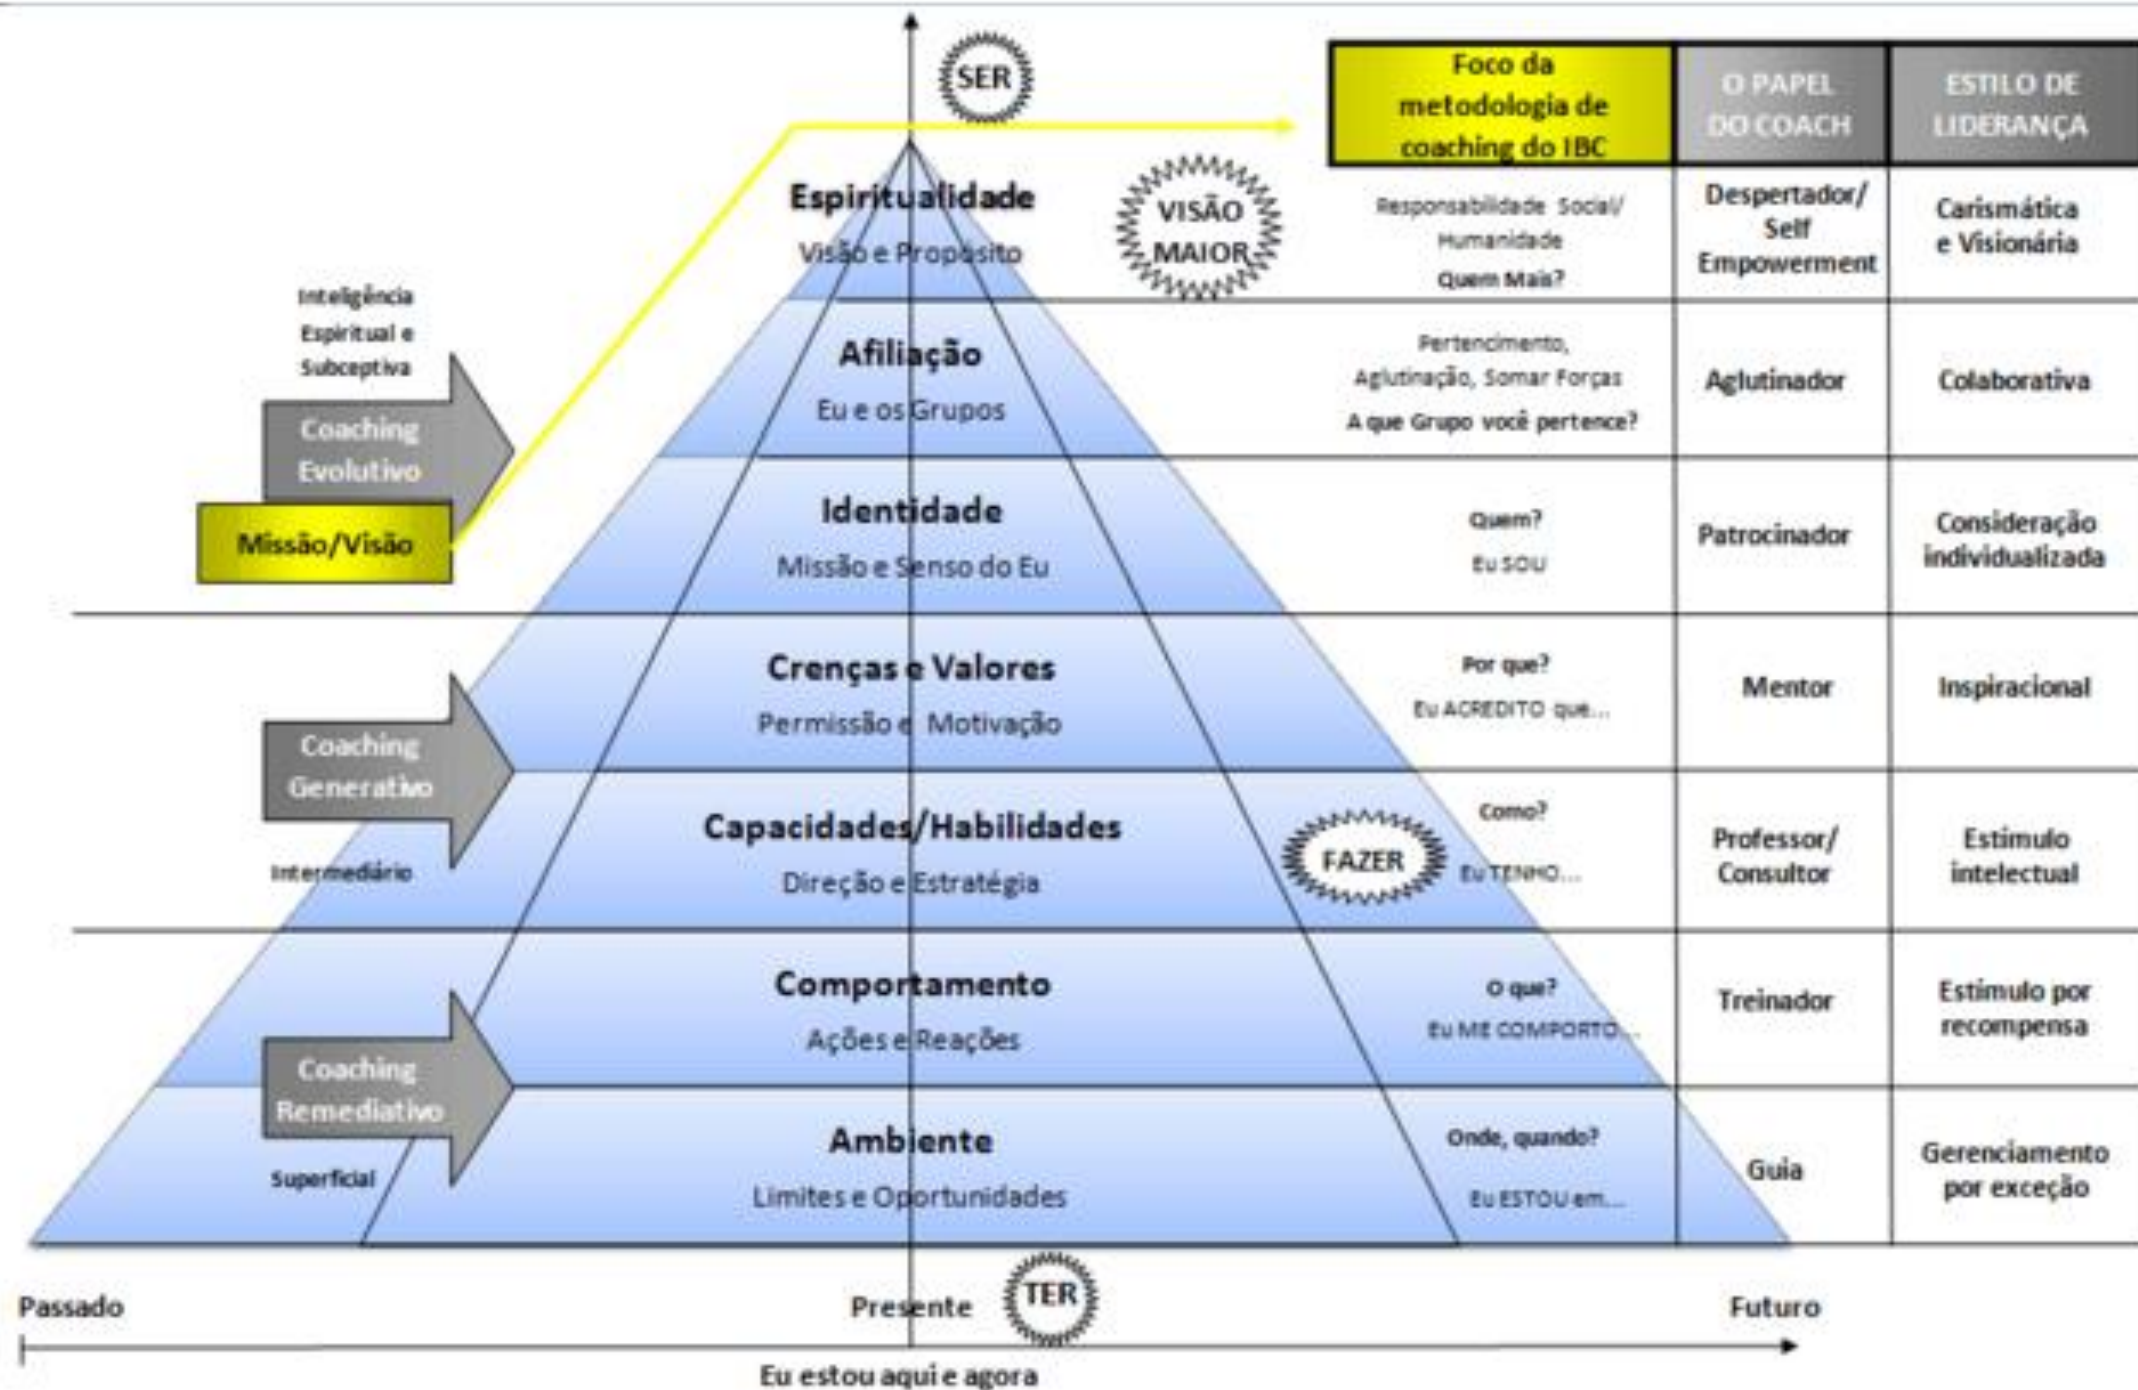 SER
Foco da
metodologia de
coaching do IBC
O PAPEL
DO COACH
ESTILO DE
LIDERANÇA
Espiritualidade
Visão e Propósito
VISÃO
MAIOR
Responsabilidade Social/
Humanidade
Quem Mais?
Despertador/
Self
Empowerment
Carismática
e Visionária
Inteligência
Espiritual e
Subceptiva
Coaching
Evolutivo
Missão/Visão
Afiliação
Eu e os Grupos
Pertencimento,
Aglutinação, Somar Forças
A que Grupo você pertence?
Aglutinador
Colaborativa
Identidade
Missão e Senso do Eu
Quem?
Eu SOU
Patrocinador
Consideração
individualizada
Crenças e Valores
Permissão e Motivação
Por que?
Eu ACREDITO que...
Mentor
Inspiracional
Coaching
Generativo
Intermediário
Capacidades/Habilidades
Direção e Estratégia
FAZER
Como?
Eu TENHO...
Professor/
Consultor
Estimulo
intelectual
Comportamento
Ações e Reações
O que?
Eu ME COMPORTO...
Treinador
Estimulo por
recompensa
Coaching
Remediativo
Superficial
Ambiente
Limites e Oportunidades
Onde, quando?
Eu ESTOU em...
Guia
Gerenciamento
por exceção
Passado
Presente
TER
Futuro
Eu estou aqui e agora